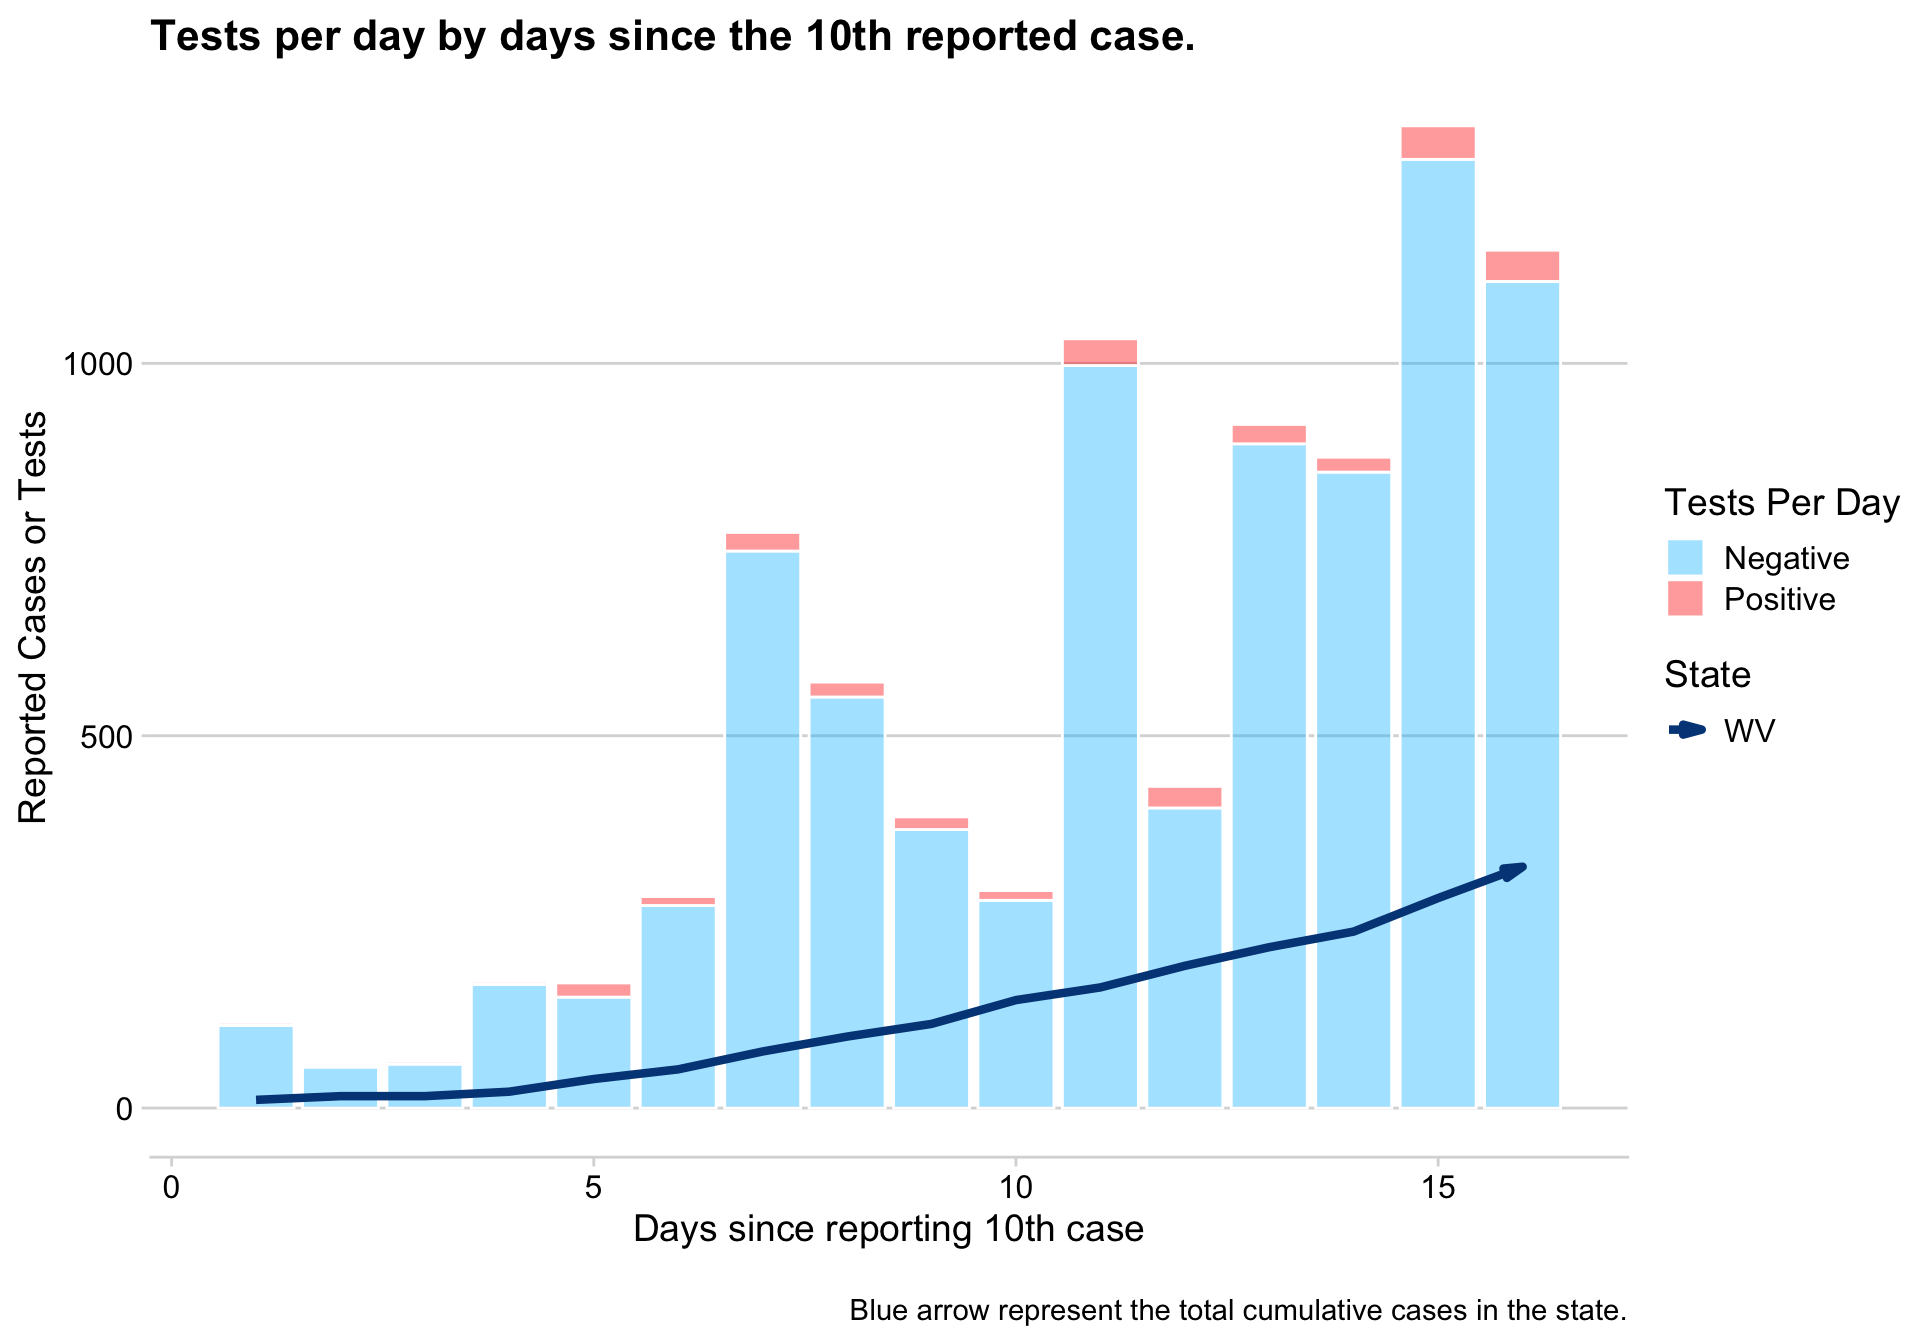 Tests per day by days since the 10th reported case.
Reported Cases or Tests
1000
500
0
0 5 10 15
Days since reporting 10th case
Tests Per Day
Negative
Positive
State
WV
Blue arrow represent the total cumulative cases in the state.